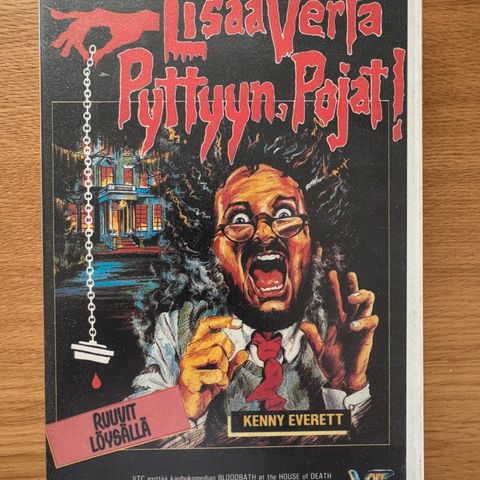 Lisää Verta
Pyttyyn, Pojat!
RUUVIT
LÖYSÄLLÄ
KENNY EVERETT
VTC esittää kauhukomedian BLOODBATH at the HOUSE of DEATH